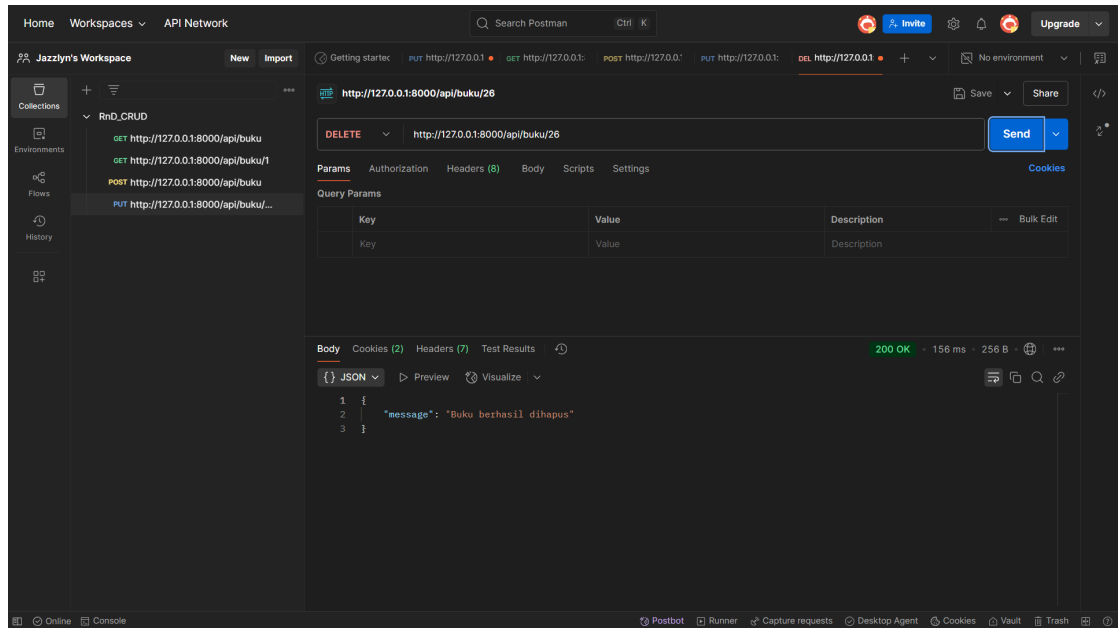 Home Workspaces API Network Search Postman Ctrl K Invite Upgrade
Jazzlyn's Workspace New Import
Getting startec PUT http://127.0.0.1 GET http://127.0.0.1: POST http://127.0.0.1 PUT http://127.0.0.1: DEL http://127.0.0.1 No environment
Collections
Environments
Flows
History
RnD_CRUD
GET http://127.0.0.1:8000/api/buku
GET http://127.0.0.1:8000/api/buku/1
POST http://127.0.0.1:8000/api/buku
PUT http://127.0.0.1:8000/api/buku/...
HTTP http://127.0.0.1:8000/api/buku/26 Save Share
DELETE http://127.0.0.1:8000/api/buku/26 Send
Params Authorization Headers (8) Body Scripts Settings Cookies
Query Params
Key Value Description Bulk Edit
Key Value Description
Body Cookies (2) Headers (7) Test Results 200 OK 156 ms 256 B
{} JSON Preview Visualize
1 {
2 "message": "Buku berhasil dihapus"
3 }
Online Console Postbot Runner Capture requests Desktop Agent Cookies Vault Trash